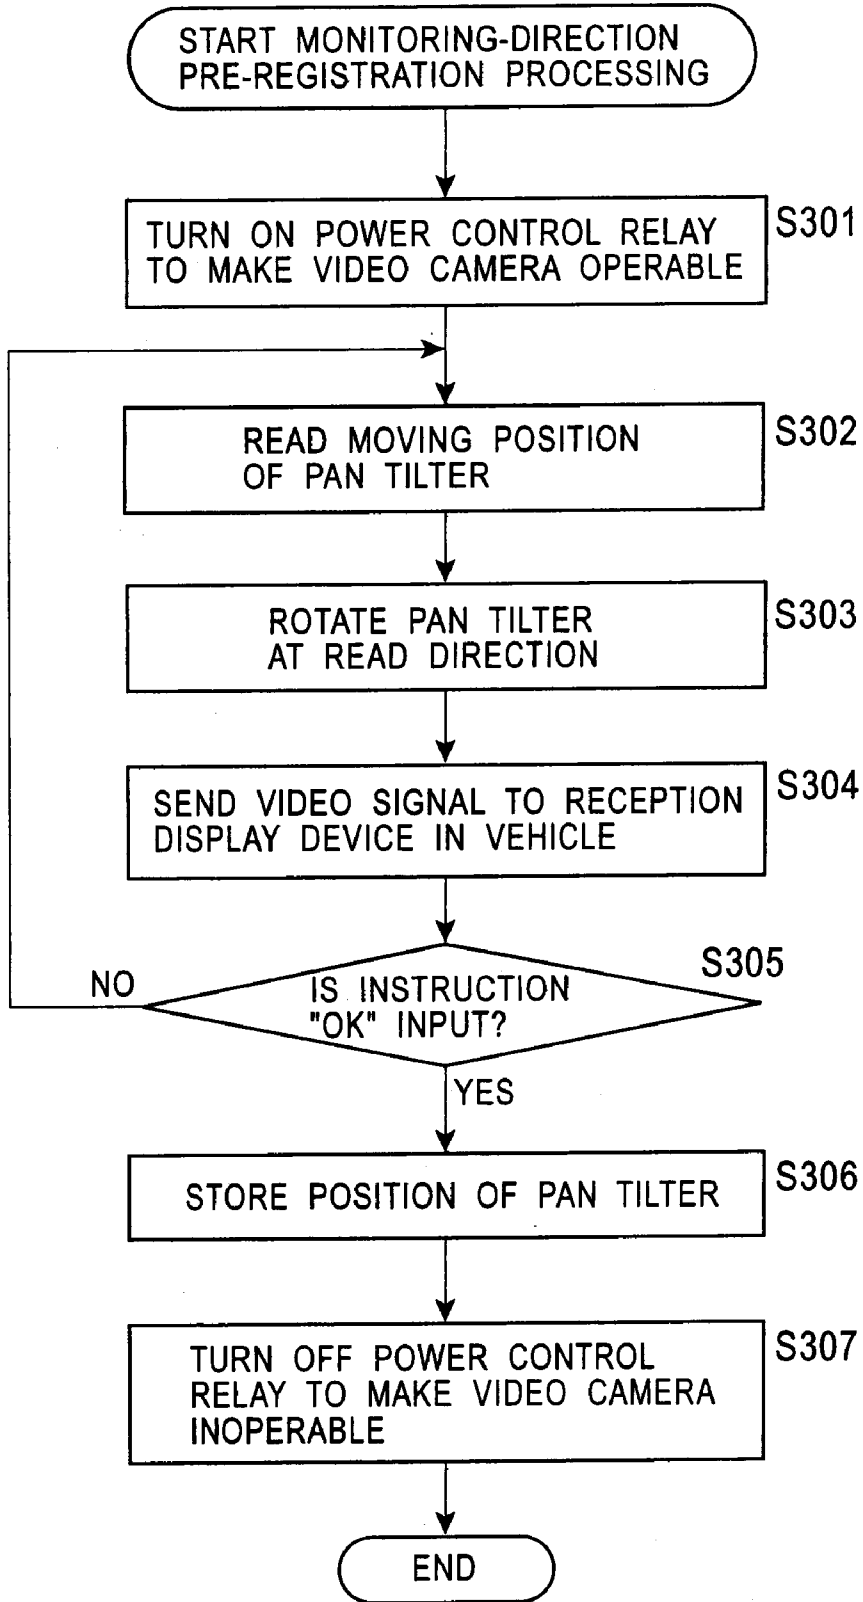 START MONITORING-DIRECTION
PRE-REGISTRATION PROCESSING
S301
TURN ON POWER CONTROL RELAY
TO MAKE VIDEO CAMERA OPERABLE
S302
READ MOVING POSITION
OF PAN TILTER
S303
ROTATE PAN TILTER
AT READ DIRECTION
S304
SEND VIDEO SIGNAL TO RECEPTION
DISPLAY DEVICE IN VEHICLE
S305
NO
IS INSTRUCTION
"OK" INPUT?
YES
S306
STORE POSITION OF PAN TILTER
S307
TURN OFF POWER CONTROL
RELAY TO MAKE VIDEO CAMERA
INOPERABLE
END